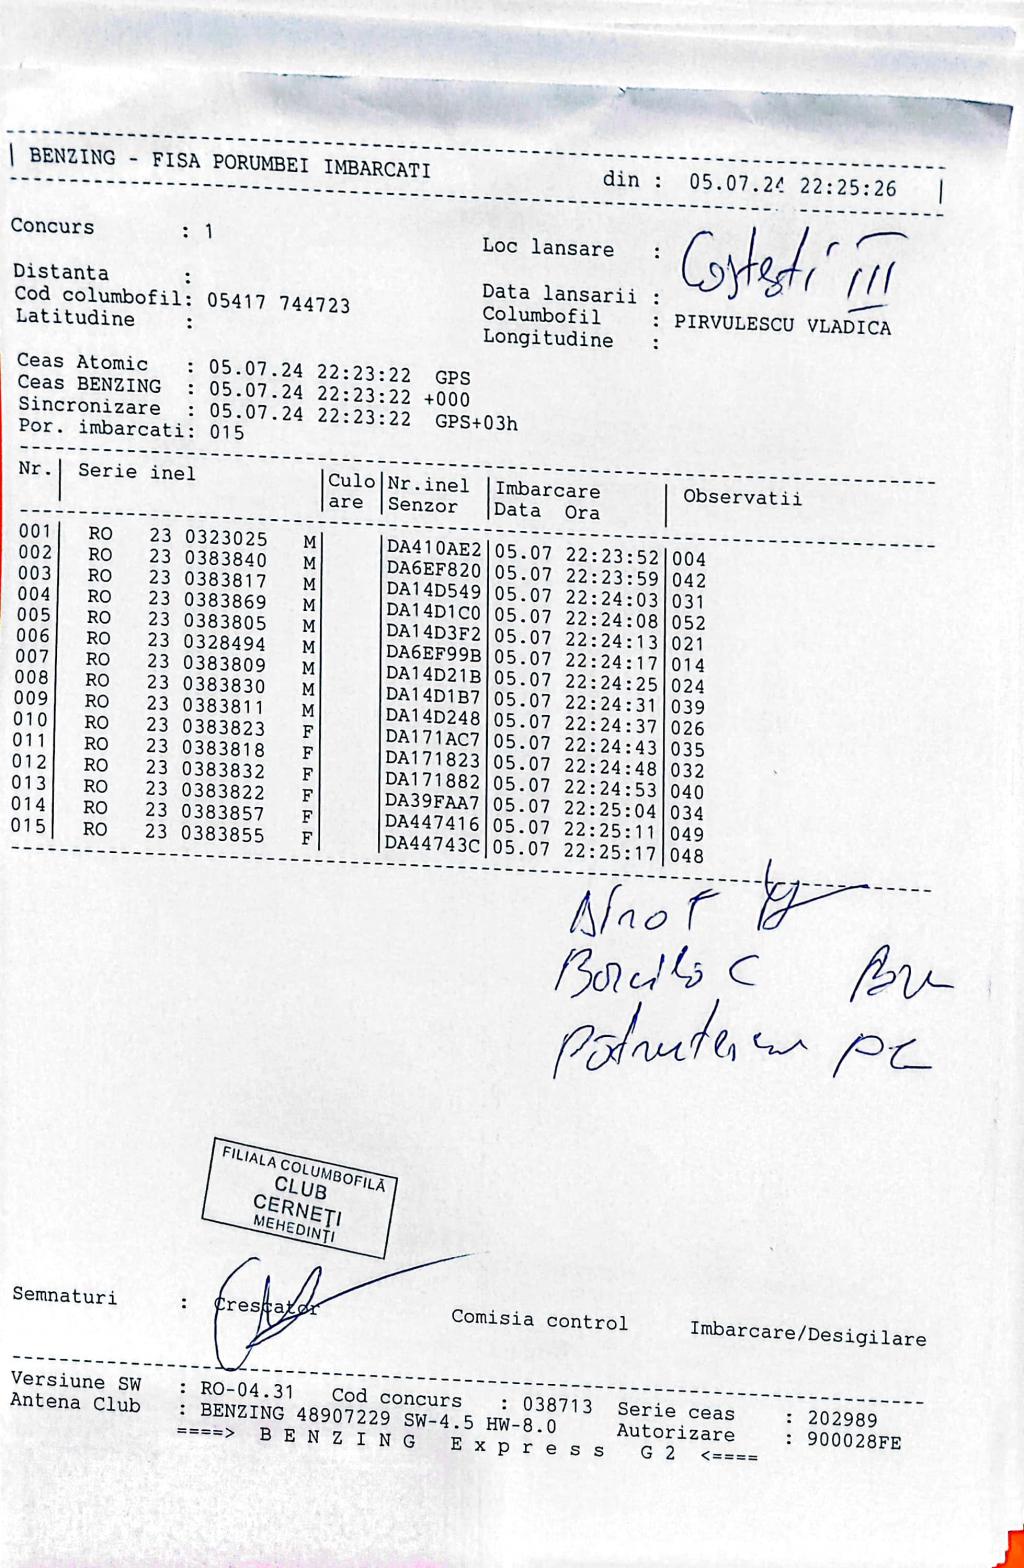 | BENZING - FISA PORUMBEI IMBARCATI din : 05.07.24 22:25:26 |
Concurs : 1
Loc lansare : Costesti III
Distanta :
Data lansarii :
Cod columbofil: 05417 744723
Columbofil : PIRVULESCU VLADICA
Latitudine :
Longitudine :
Ceas Atomic : 05.07.24 22:23:22 GPS
Ceas BENZING : 05.07.24 22:23:22 +000
Sincronizare : 05.07.24 22:23:22 GPS+03h
Por. imbarcati: 015
Nr.| Serie inel |Culo|Nr.inel |Imbarcare | Observatii
| |are |Senzor |Data Ora |
001| RO 23 0323025 M| |DA410AE2|05.07 22:23:52|004
002| RO 23 0383840 M| |DA6EF820|05.07 22:23:59|042
003| RO 23 0383817 M| |DA14D549|05.07 22:24:03|031
004| RO 23 0383869 M| |DA14D1C0|05.07 22:24:08|052
005| RO 23 0383805 M| |DA14D3F2|05.07 22:24:13|021
006| RO 23 0328494 M| |DA6EF99B|05.07 22:24:17|014
007| RO 23 0383809 M| |DA14D21B|05.07 22:24:25|024
008| RO 23 0383830 M| |DA14D1B7|05.07 22:24:31|039
009| RO 23 0383811 M| |DA14D248|05.07 22:24:37|026
010| RO 23 0383823 F| |DA171AC7|05.07 22:24:43|035
011| RO 23 0383818 F| |DA171823|05.07 22:24:48|032
012| RO 23 0383832 F| |DA171882|05.07 22:24:53|040
013| RO 23 0383822 F| |DA39FAA7|05.07 22:25:04|034
014| RO 23 0383857 F| |DA447416|05.07 22:25:11|049
015| RO 23 0383855 F| |DA44743C|05.07 22:25:17|048
FILIALA COLUMBOFILĂ
CLUB
CERNEȚI
MEHEDINȚI
Semnaturi : Crescator Comisia control Imbarcare/Desigilare
Versiune SW : RO-04.31 Cod concurs : 038713 Serie ceas : 202989
Antena Club : BENZING 48907229 SW-4.5 HW-8.0 Autorizare : 900028FE
====> B E N Z I N G E x p r e s s G 2 <====